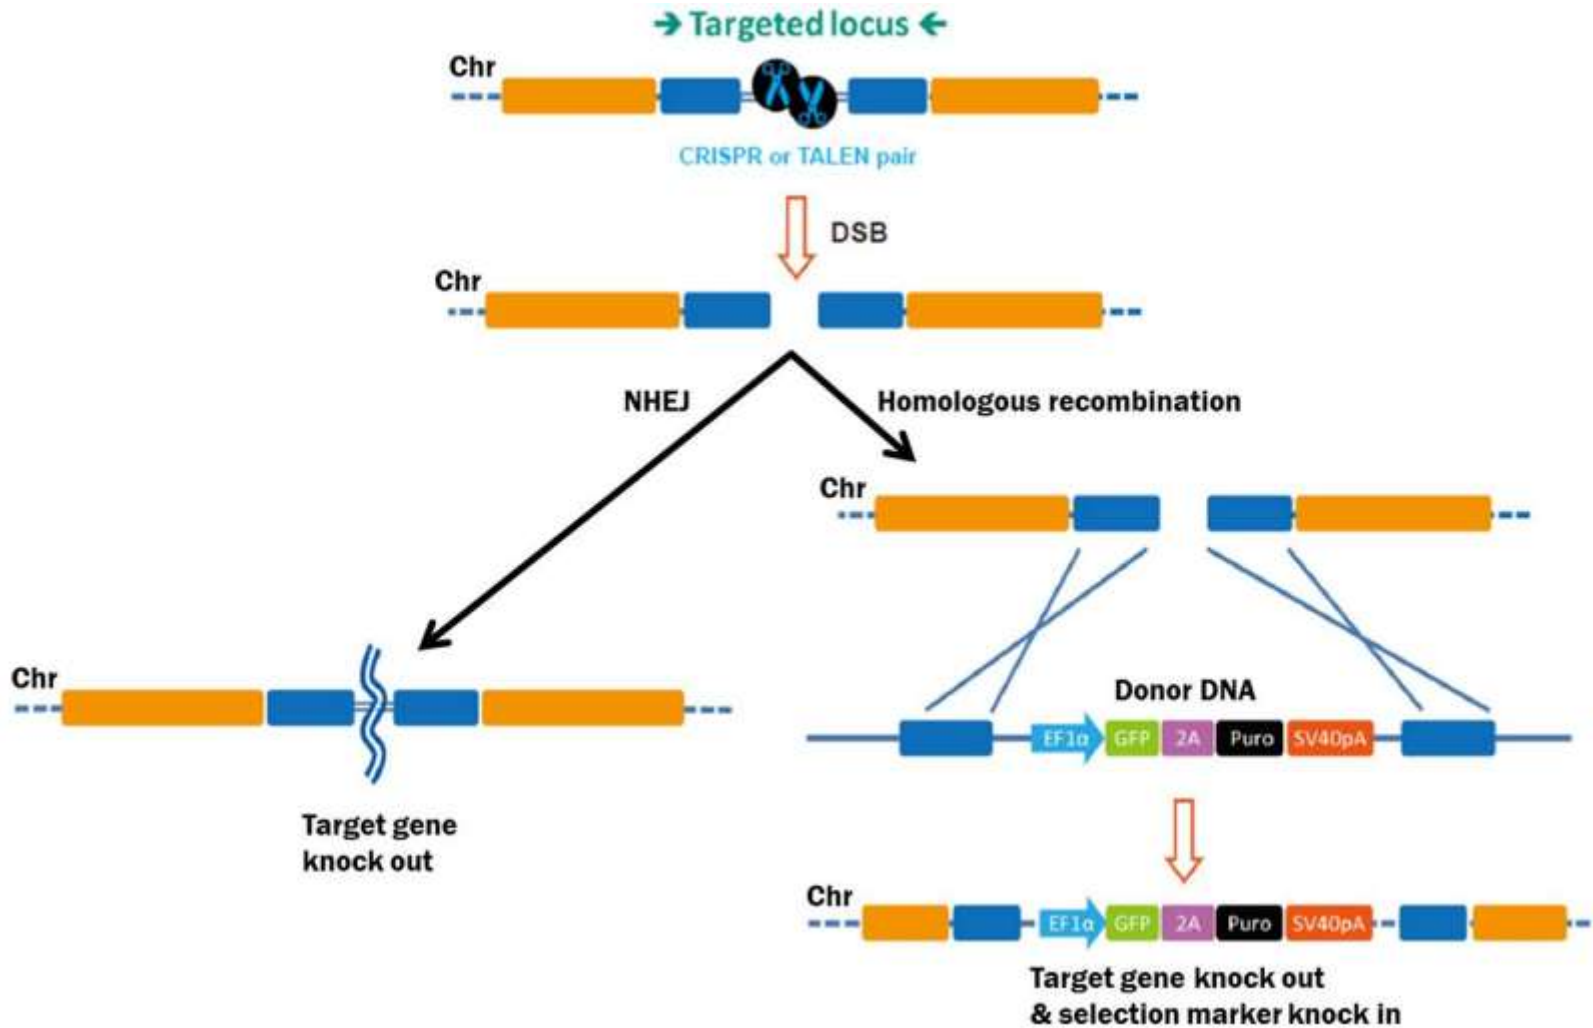 → Targeted locus ←
Chr
CRISPR or TALEN pair
DSB
Chr
NHEJ
Homologous recombination
Chr
Chr
Target gene
knock out
Donor DNA
EF1α GFP 2A Puro SV40pA
Chr
EF1α GFP 2A Puro SV40pA
Target gene knock out
& selection marker knock in